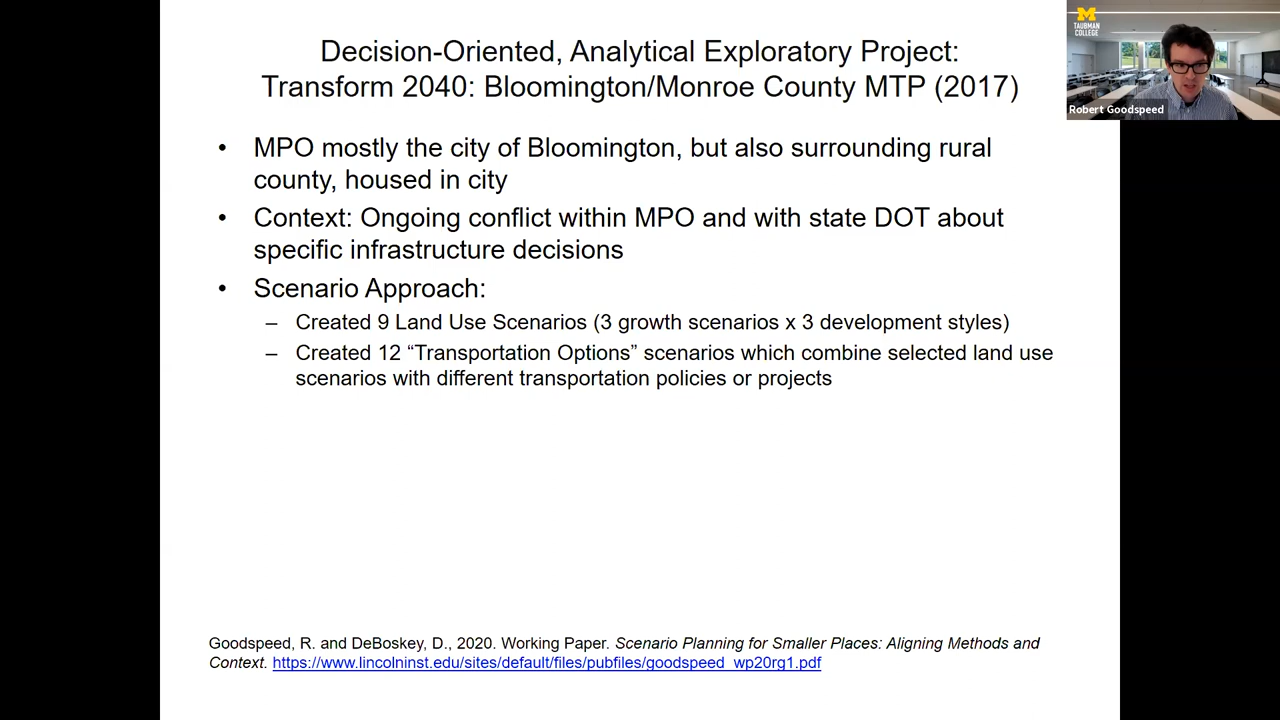 Decision-Oriented, Analytical Exploratory Project:
Transform 2040: Bloomington/Monroe County MTP (2017)
M
TAUBMAN
COLLEGE
Robert Goodspeed
• MPO mostly the city of Bloomington, but also surrounding rural
county, housed in city
• Context: Ongoing conflict within MPO and with state DOT about
specific infrastructure decisions
• Scenario Approach:
– Created 9 Land Use Scenarios (3 growth scenarios x 3 development styles)
– Created 12 “Transportation Options” scenarios which combine selected land use
scenarios with different transportation policies or projects
Goodspeed, R. and DeBoskey, D., 2020. Working Paper. Scenario Planning for Smaller Places: Aligning Methods and
Context. https://www.lincolninst.edu/sites/default/files/pubfiles/goodspeed_wp20rg1.pdf